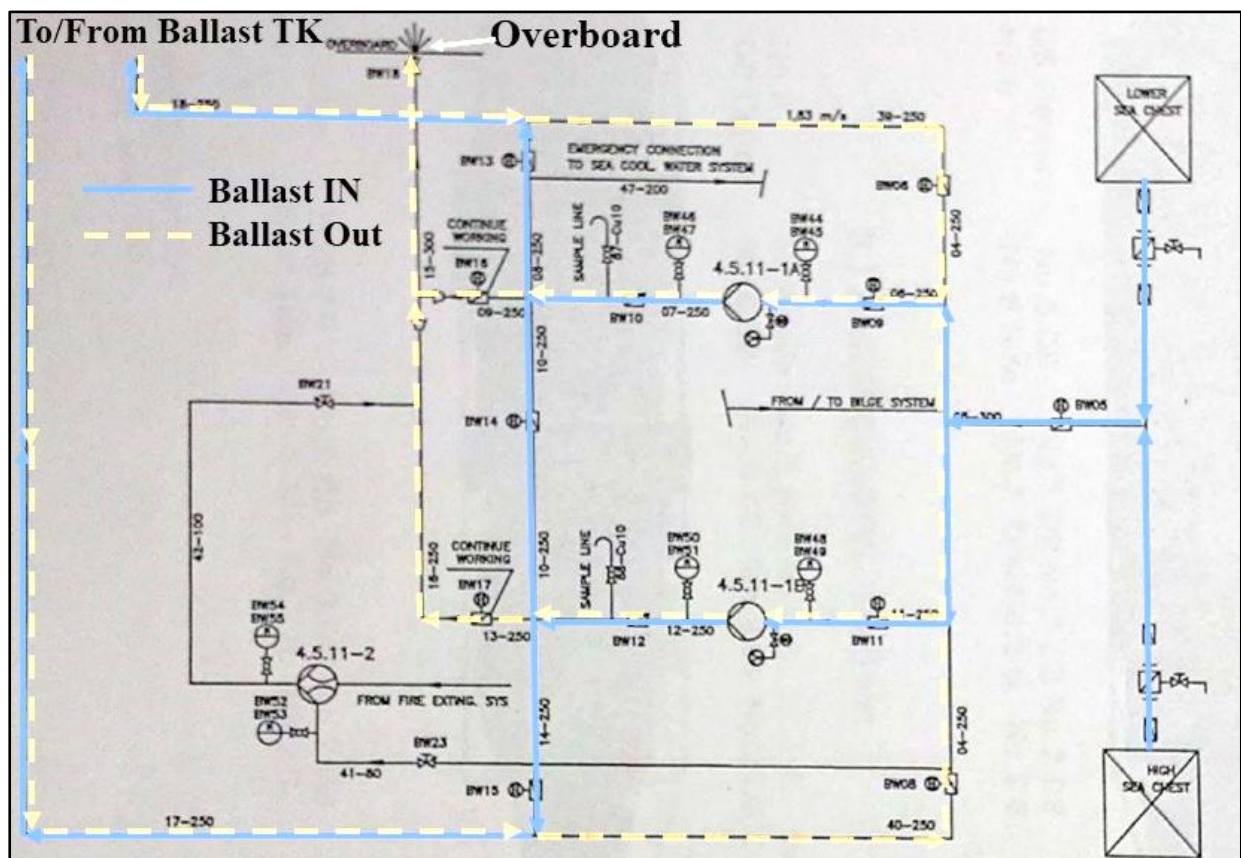 To/From Ballast TK
Overboard
OVERBOARD
BW18
18-250
1,83 m/s
39-250
LOWER
SEA CHEST
BW13
EMERGENCY CONNECTION
TO SEA COOL. WATER SYSTEM
47-200
BW06
Ballast IN
Ballast Out
CONTINUE
WORKING
BW16
15-300
08-250
SAMPLE LINE
87-Cu10
BW46
BW47
BW44
BW45
04-250
4.5.11-1A
09-250
BW10
07-250
BW09
06-250
10-250
BW21
BW14
FROM / TO BILGE SYSTEM
05-300
BW05
42-100
16-250
CONTINUE
WORKING
BW17
10-250
SAMPLE LINE
88-Cu10
BW50
BW51
BW48
BW49
4.5.11-1B
13-250
BW12
12-250
BW11
11-250
BW54
BW55
4.5.11-2
FROM FIRE EXTING. SYS
BW52
BW53
14-250
04-250
BW23
41-80
BW15
BW08
HIGH
SEA CHEST
17-250
40-250